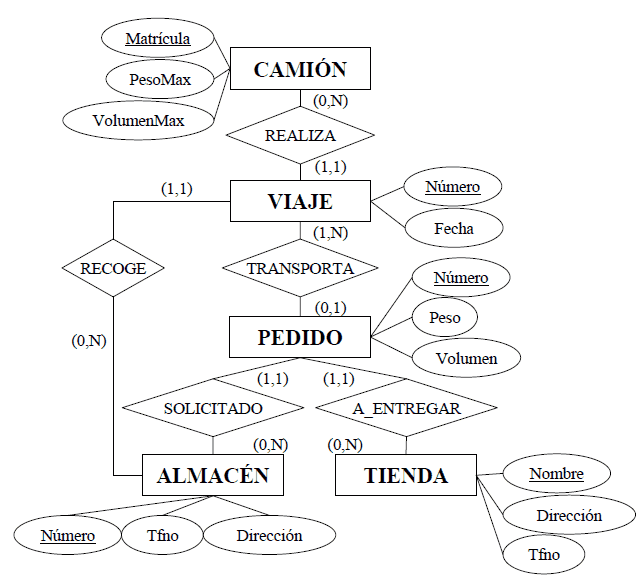 Matrícula
CAMIÓN
PesoMax
(0,N)
VolumenMax
REALIZA
(1,1)
(1,1)
VIAJE
Número
(1,N)
Fecha
RECOGE
TRANSPORTA
Número
(0,1)
Peso
(0,N)
PEDIDO
Volumen
(1,1)
(1,1)
SOLICITADO
A_ENTREGAR
(0,N)
(0,N)
ALMACÉN
TIENDA
Nombre
Dirección
Número
Tfno
Dirección
Tfno